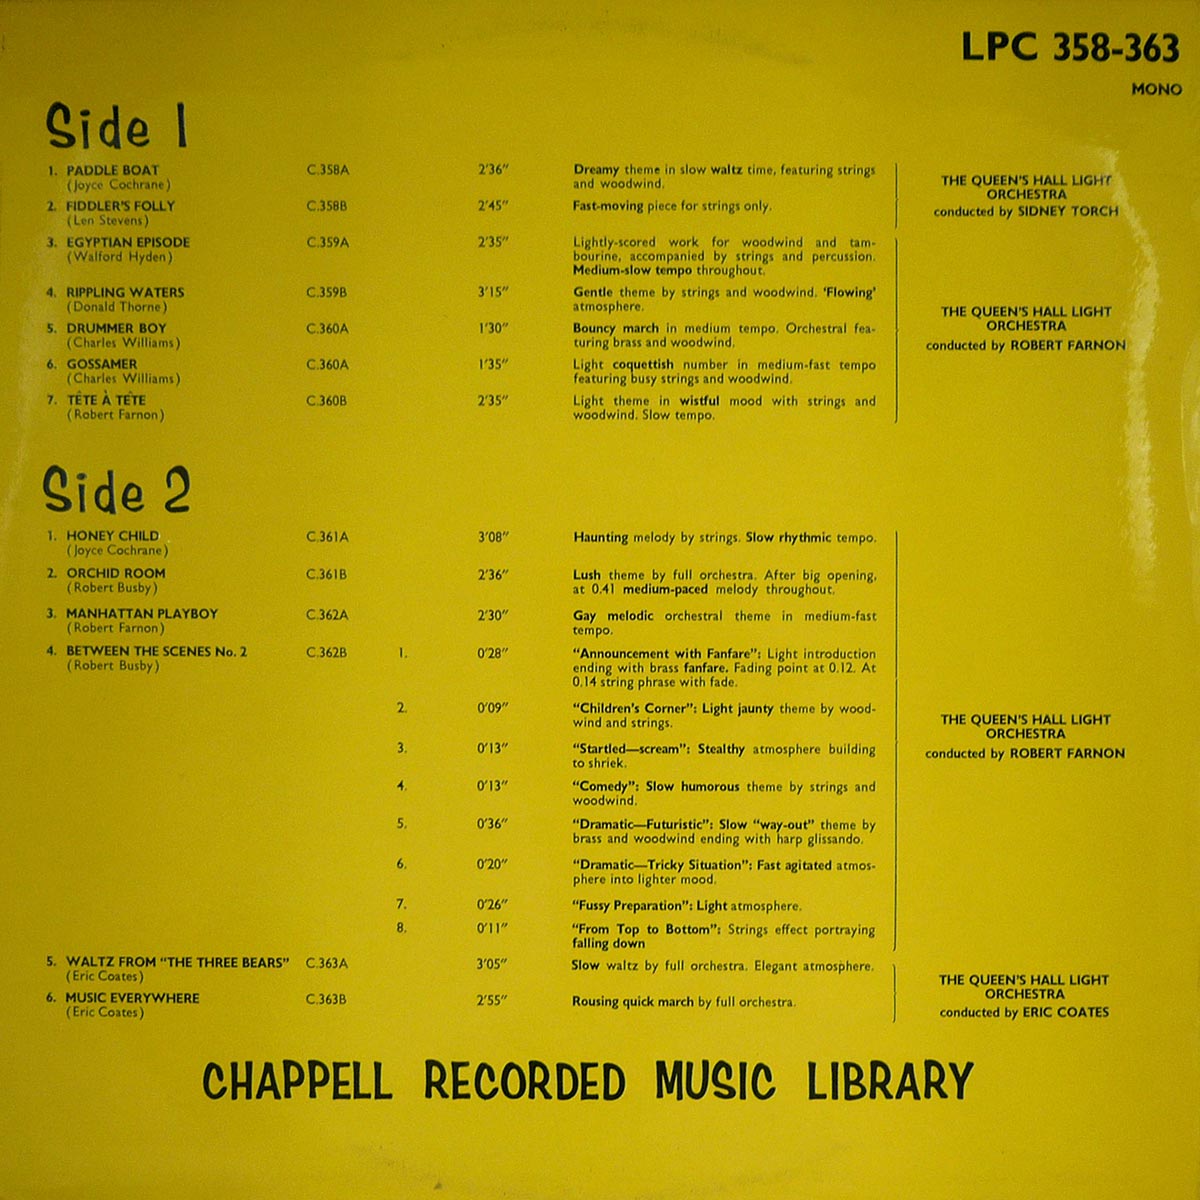 LPC 358-363
MONO
Side 1
1. PADDLE BOAT C.358A 2'36" Dreamy theme in slow waltz time, featuring strings
(Joyce Cochrane) and woodwind.
2. FIDDLER'S FOLLY C.358B 2'45" Fast-moving piece for strings only.
(Len Stevens)
THE QUEEN'S HALL LIGHT
ORCHESTRA
conducted by SIDNEY TORCH
3. EGYPTIAN EPISODE C.359A 2'35" Lightly-scored work for woodwind and tam-
(Walford Hyden) bourine, accompanied by strings and percussion.
Medium-slow tempo throughout.
4. RIPPLING WATERS C.359B 3'15" Gentle theme by strings and woodwind. 'Flowing'
(Donald Thorne) atmosphere.
5. DRUMMER BOY C.360A 1'30" Bouncy march in medium tempo. Orchestral fea-
(Charles Williams) turing brass and woodwind.
6. GOSSAMER C.360A 1'35" Light coquettish number in medium-fast tempo
(Charles Williams) featuring busy strings and woodwind.
7. TÊTE À TÊTE C.360B 2'35" Light theme in wistful mood with strings and
(Robert Farnon) woodwind. Slow tempo.
THE QUEEN'S HALL LIGHT
ORCHESTRA
conducted by ROBERT FARNON
Side 2
1. HONEY CHILD C.361A 3'08" Haunting melody by strings. Slow rhythmic tempo.
(Joyce Cochrane)
2. ORCHID ROOM C.361B 2'36" Lush theme by full orchestra. After big opening,
(Robert Busby) at 0.41 medium-paced melody throughout.
3. MANHATTAN PLAYBOY C.362A 2'30" Gay melodic orchestral theme in medium-fast
(Robert Farnon) tempo.
4. BETWEEN THE SCENES No. 2 C.362B 1. 0'28" "Announcement with Fanfare": Light introduction
(Robert Busby) ending with brass fanfare. Fading point at 0.12. At
0.14 string phrase with fade.
2. 0'09" "Children's Corner": Light jaunty theme by wood-
wind and strings.
3. 0'13" "Startled—scream": Stealthy atmosphere building
to shriek.
4. 0'13" "Comedy": Slow humorous theme by strings and
woodwind.
5. 0'36" "Dramatic—Futuristic": Slow "way-out" theme by
brass and woodwind ending with harp glissando.
6. 0'20" "Dramatic—Tricky Situation": Fast agitated atmos-
phere into lighter mood.
7. 0'26" "Fussy Preparation": Light atmosphere.
8. 0'11" "From Top to Bottom": Strings effect portraying
falling down
THE QUEEN'S HALL LIGHT
ORCHESTRA
conducted by ROBERT FARNON
5. WALTZ FROM "THE THREE BEARS" C.363A 3'05" Slow waltz by full orchestra. Elegant atmosphere.
(Eric Coates)
6. MUSIC EVERYWHERE C.363B 2'55" Rousing quick march by full orchestra.
(Eric Coates)
THE QUEEN'S HALL LIGHT
ORCHESTRA
conducted by ERIC COATES
CHAPPELL RECORDED MUSIC LIBRARY